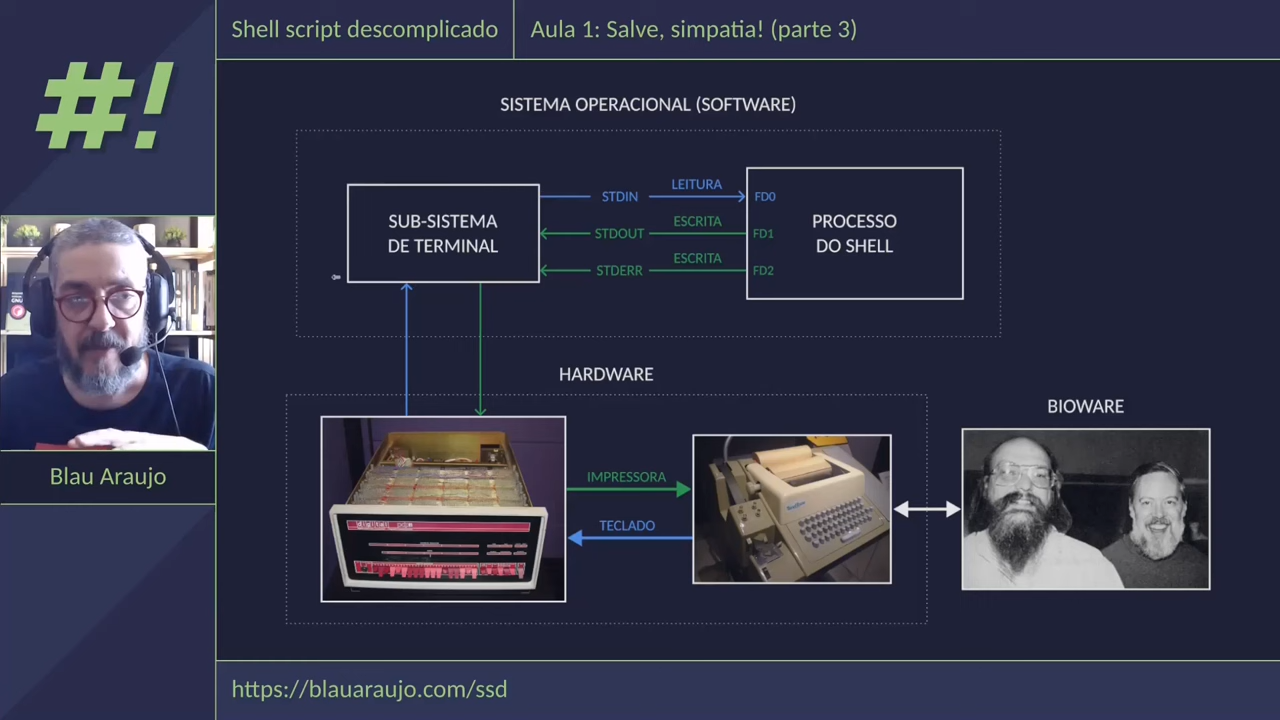 Shell script descomplicado
Aula 1: Salve, simpatia! (parte 3)
#!
SISTEMA OPERACIONAL (SOFTWARE)
SUB-SISTEMA
DE TERMINAL
STDIN
LEITURA
FD0
STDOUT
ESCRITA
FD1
STDERR
ESCRITA
FD2
PROCESSO
DO SHELL
HARDWARE
BIOWARE
IMPRESSORA
TECLADO
Blau Araujo
https://blauaraujo.com/ssd